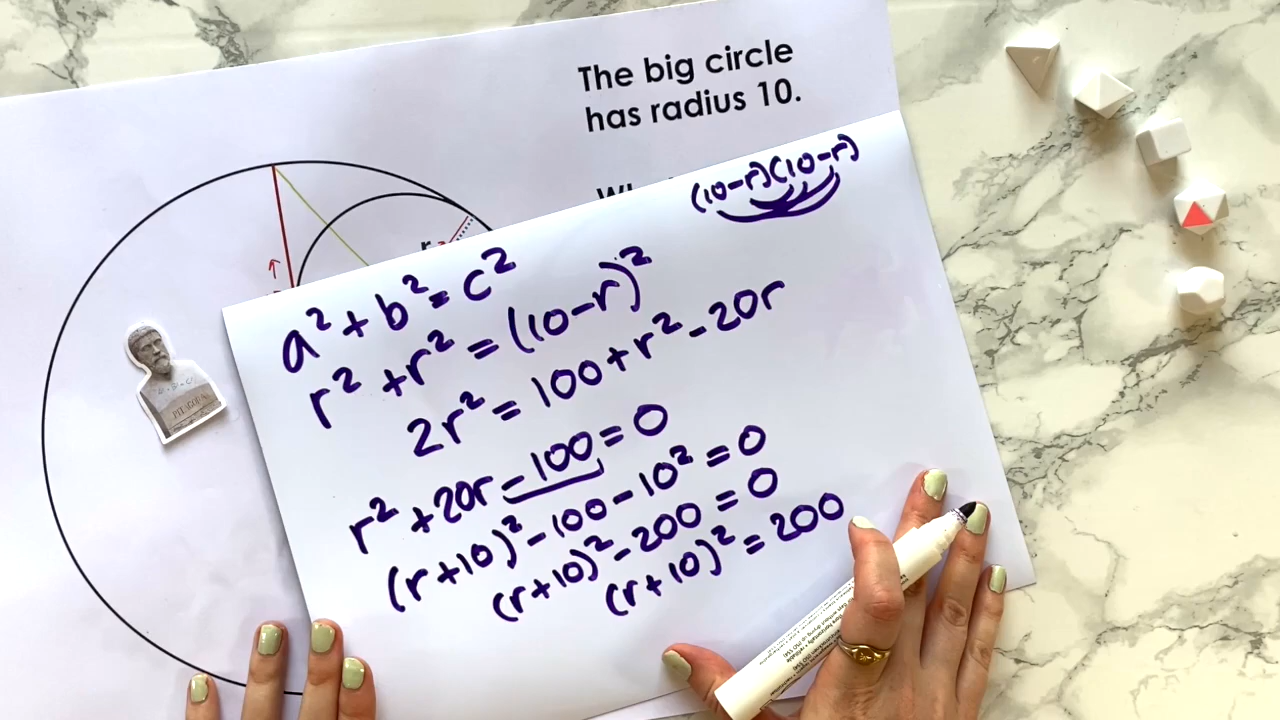 The big circle
has radius 10.
(10-r)(10-r)
r
a² + b² = c²
r² + r² = (10-r)²
2r² = 100 + r² - 20r
r² + 20r - 100 = 0
(r+10)² - 100 - 10² = 0
(r+10)² - 200 = 0
(r+10)² = 200